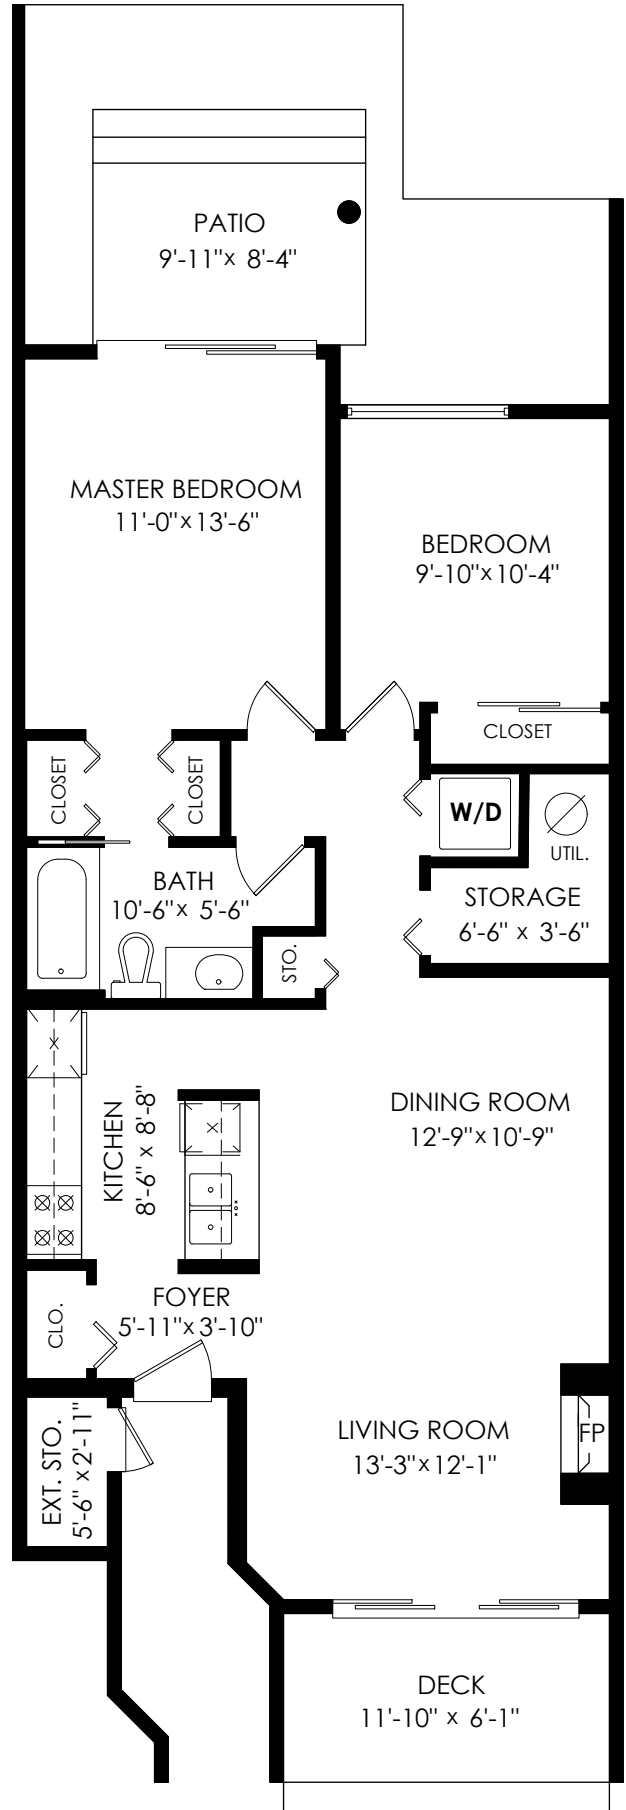 PATIO
9'-11"x 8'-4"
MASTER BEDROOM
11'-0"x13'-6"
BEDROOM
9'-10"x10'-4"
CLOSET
CLOSET
CLOSET
W/D
UTIL.
BATH
10'-6"x 5'-6"
STORAGE
6'-6" x 3'-6"
STO.
KITCHEN
8'-6" x 8'-8"
DINING ROOM
12'-9"x10'-9"
FOYER
5'-11"x3'-10"
CLO.
EXT. STO.
5'-6" x2'-11"
LIVING ROOM
13'-3"x12'-1"
FP
DECK
11'-10" x 6'-1"